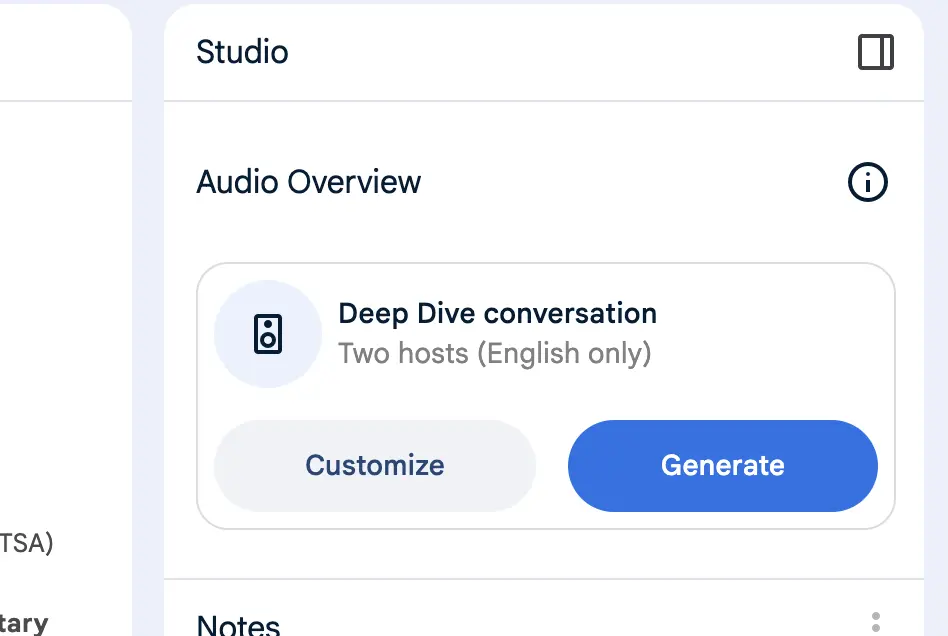 Studio
Audio Overview
Deep Dive conversation
Two hosts (English only)
Customize
Generate
TSA)
tary
Notes